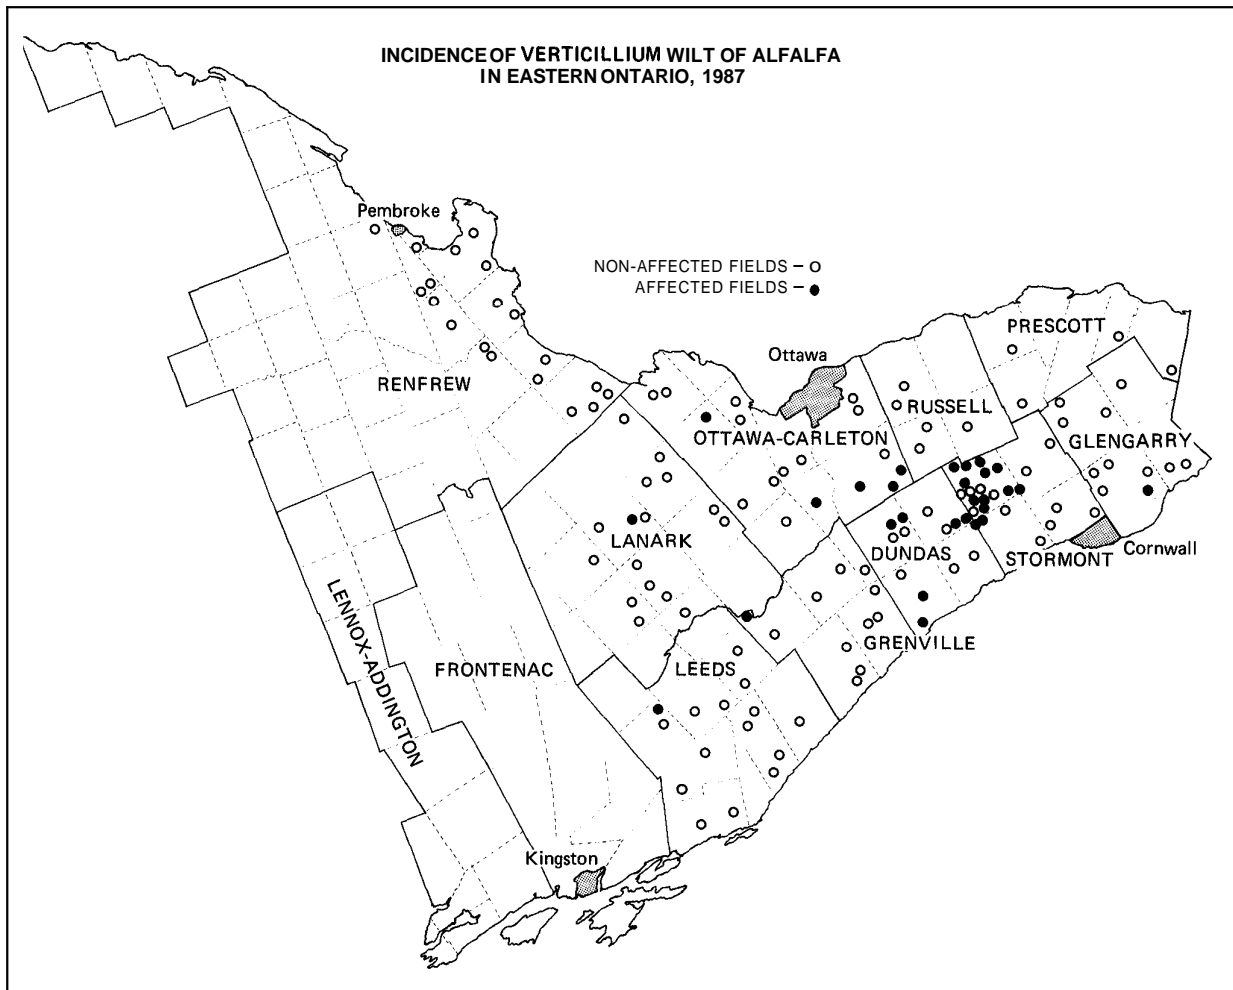 INCIDENCE OF VERTICILLIUM WILT OF ALFALFA
IN EASTERN ONTARIO, 1987
Pembroke
NON-AFFECTED FIELDS – o
AFFECTED FIELDS – ●
PRESCOTT
Ottawa
RENFREW
RUSSELL
OTTAWA-CARLETON
GLENGARRY
LANARK
DUNDAS
STORMONT
Cornwall
LENNOX-ADDINGTON
GRENVILLE
FRONTENAC
LEEDS
Kingston